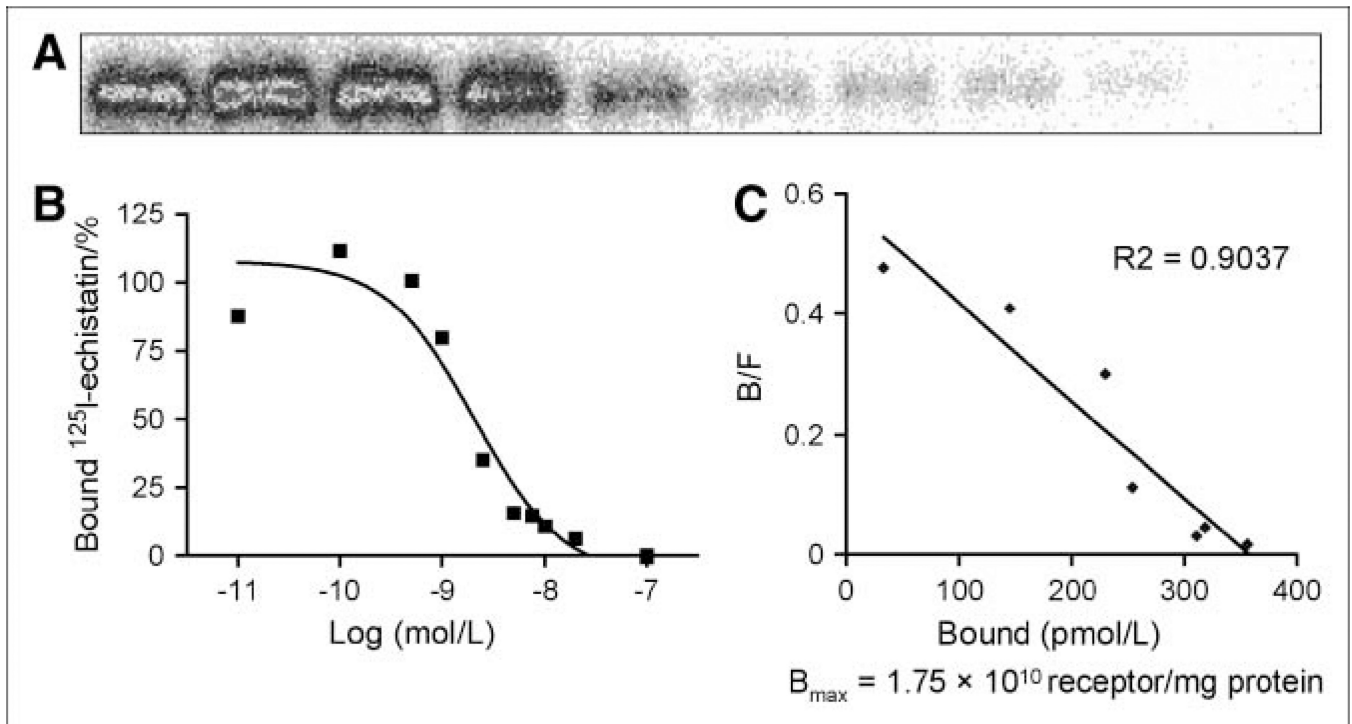 A
B
125
100
75
50
25
0
-11 -10 -9 -8 -7
Bound ¹²⁵I-echistatin/%
Log (mol/L)
C
0.6
0.4
0.2
0
0 100 200 300 400
B/F
R2 = 0.9037
Bound (pmol/L)
Bmax = 1.75 × 10¹⁰ receptor/mg protein